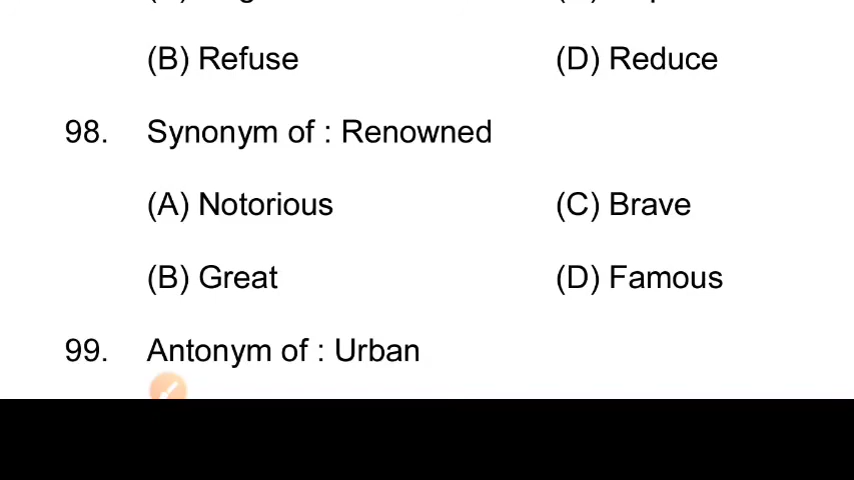 (B) Refuse (D) Reduce
98. Synonym of : Renowned
(A) Notorious (C) Brave
(B) Great (D) Famous
99. Antonym of : Urban